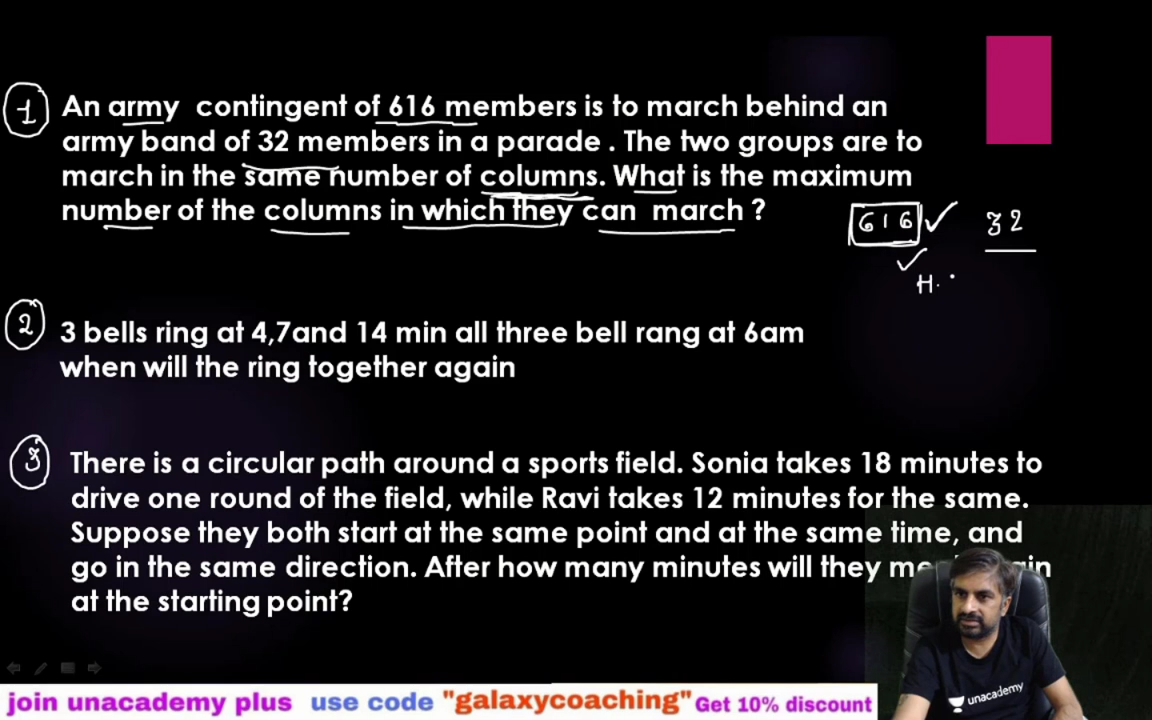 1 An army contingent of 616 members is to march behind an
army band of 32 members in a parade . The two groups are to
march in the same number of columns. What is the maximum
number of the columns in which they can march ?
616 32
H.
2 3 bells ring at 4,7and 14 min all three bell rang at 6am
when will the ring together again
3 There is a circular path around a sports field. Sonia takes 18 minutes to
drive one round of the field, while Ravi takes 12 minutes for the same.
Suppose they both start at the same point and at the same time, and
go in the same direction. After how many minutes will they
at the starting point?
unacademy
join unacademy plus use code "galaxycoaching" Get 10% discount